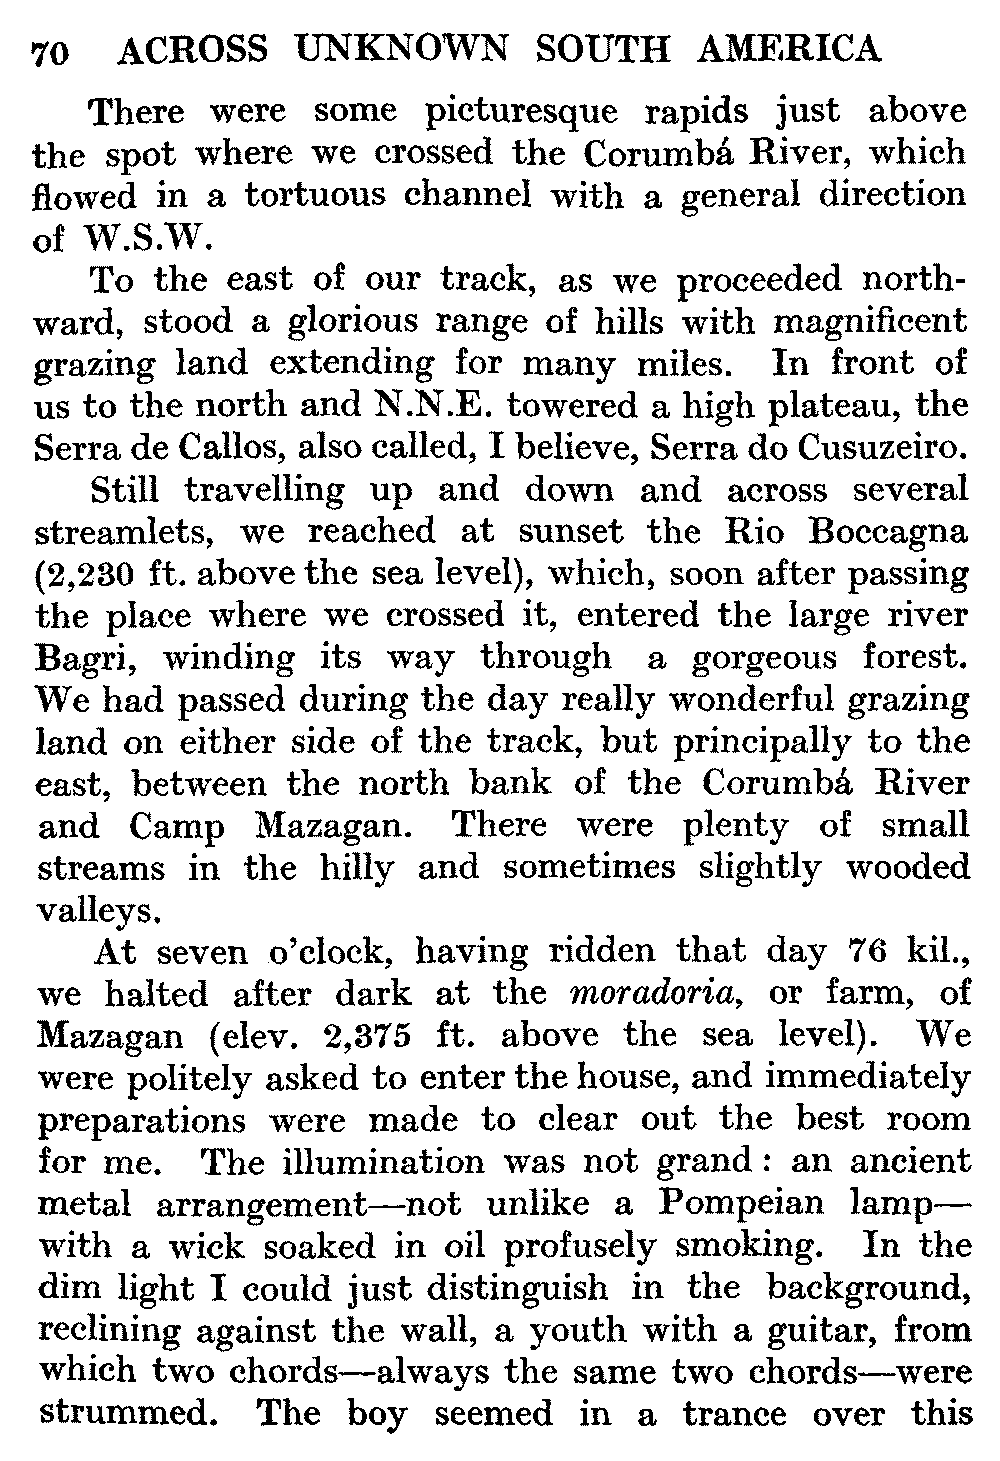 70 ACROSS UNKNOWN SOUTH AMERICA
There were some picturesque rapids just above
the spot where we crossed the Corumbá River, which
flowed in a tortuous channel with a general direction
of W.S.W.
To the east of our track, as we proceeded north-
ward, stood a glorious range of hills with magnificent
grazing land extending for many miles. In front of
us to the north and N.N.E. towered a high plateau, the
Serra de Callos, also called, I believe, Serra do Cusuzeiro.
Still travelling up and down and across several
streamlets, we reached at sunset the Rio Boccagna
(2,230 ft. above the sea level), which, soon after passing
the place where we crossed it, entered the large river
Bagri, winding its way through a gorgeous forest.
We had passed during the day really wonderful grazing
land on either side of the track, but principally to the
east, between the north bank of the Corumbá River
and Camp Mazagan. There were plenty of small
streams in the hilly and sometimes slightly wooded
valleys.
At seven o'clock, having ridden that day 76 kil.,
we halted after dark at the moradoria, or farm, of
Mazagan (elev. 2,375 ft. above the sea level). We
were politely asked to enter the house, and immediately
preparations were made to clear out the best room
for me. The illumination was not grand : an ancient
metal arrangement—not unlike a Pompeian lamp—
with a wick soaked in oil profusely smoking. In the
dim light I could just distinguish in the background,
reclining against the wall, a youth with a guitar, from
which two chords—always the same two chords—were
strummed. The boy seemed in a trance over this